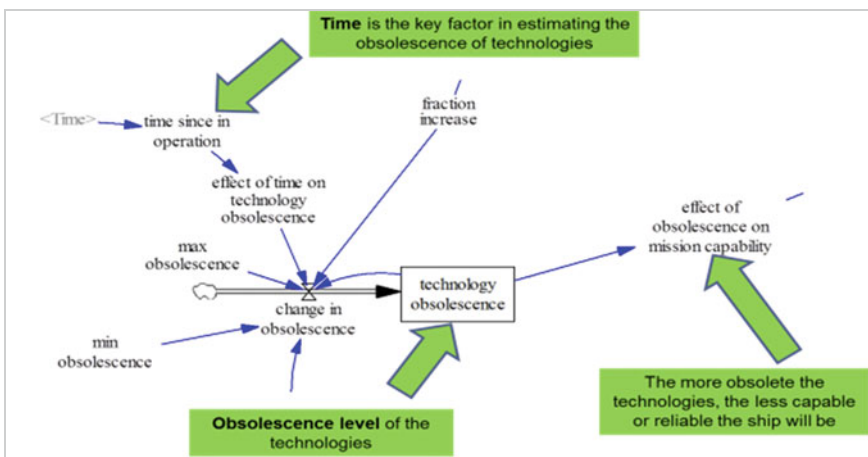 Time is the key factor in estimating the
obsolescence of technologies
<Time>
time since in
operation
fraction
increase
effect of time on
technology
obsolescence
effect of
obsolescence on
mission capability
max
obsolescence
technology
obsolescence
change in
obsolescence
min
obsolescence
The more obsolete the
technologies, the less capable
or reliable the ship will be
Obsolescence level of the
technologies